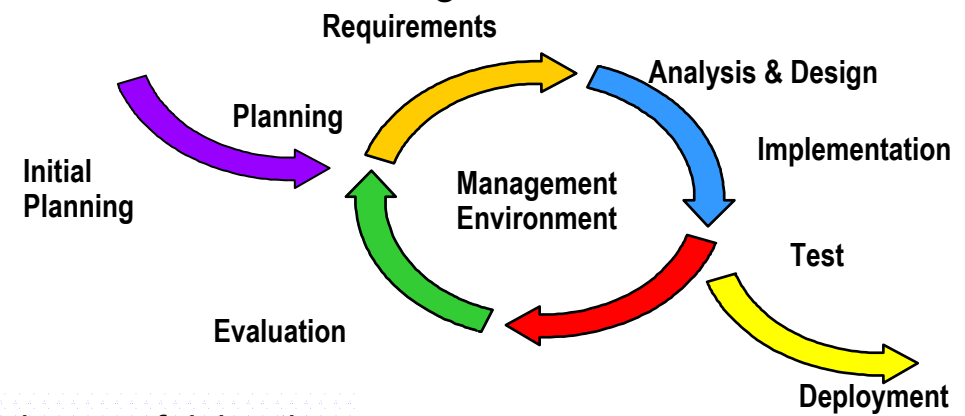 Requirements
Analysis & Design
Planning
Implementation
Initial
Planning
Management
Environment
Test
Evaluation
Deployment